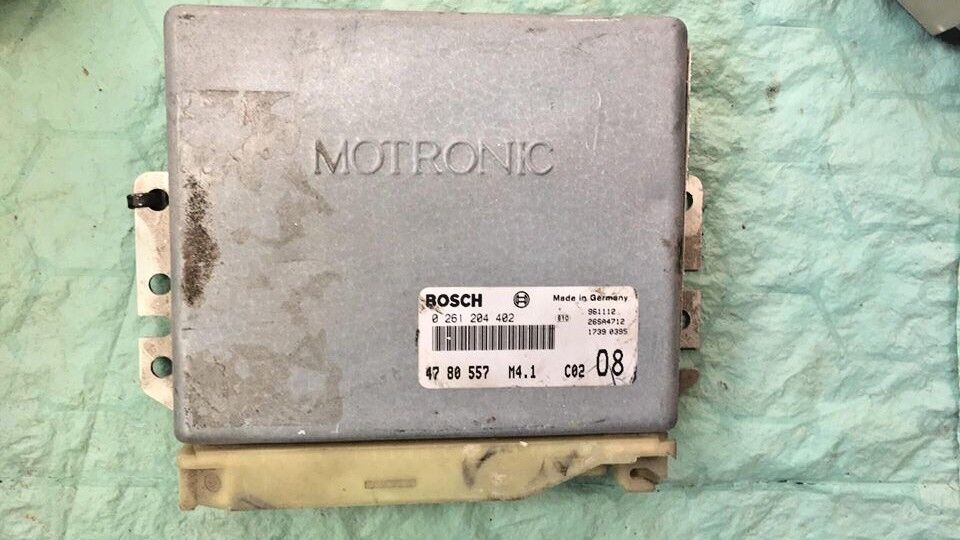 MOTRONIC
BOSCH Made in Germany
0 261 204 402 961112
26SA4712
1739 0395
47 80 557 M4.1 C02 08